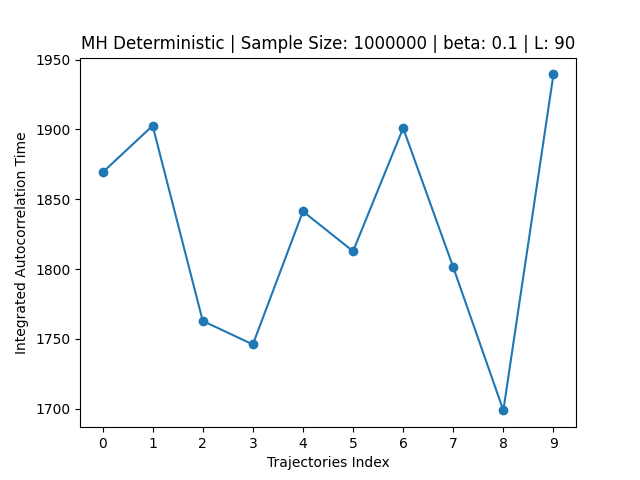 MH Deterministic | Sample Size: 1000000 | beta: 0.1 | L: 90
1950
1900
1850
1800
1750
1700
Integrated Autocorrelation Time
0 1 2 3 4 5 6 7 8 9
Trajectories Index